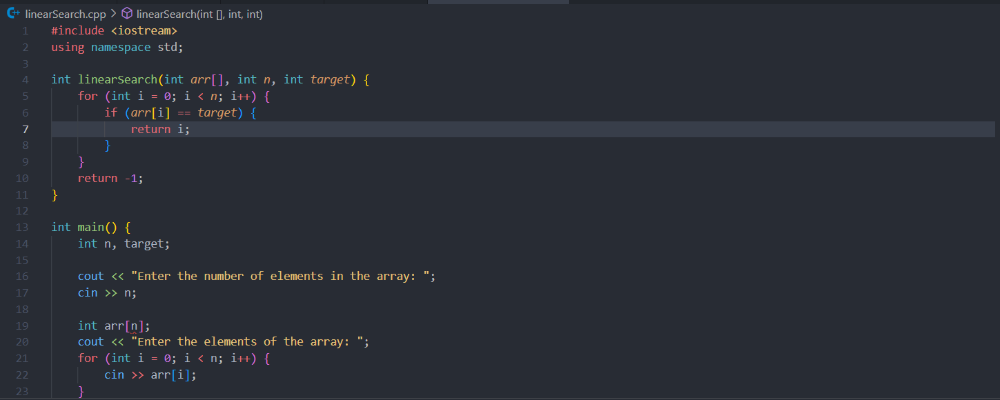 linearSearch.cpp > linearSearch(int [], int, int)
1 #include <iostream>
2 using namespace std;
3
4 int linearSearch(int arr[], int n, int target) {
5     for (int i = 0; i < n; i++) {
6         if (arr[i] == target) {
7             return i;
8         }
9     }
10     return -1;
11 }
12
13 int main() {
14     int n, target;
15
16     cout << "Enter the number of elements in the array: ";
17     cin >> n;
18
19     int arr[n];
20     cout << "Enter the elements of the array: ";
21     for (int i = 0; i < n; i++) {
22         cin >> arr[i];
23     }